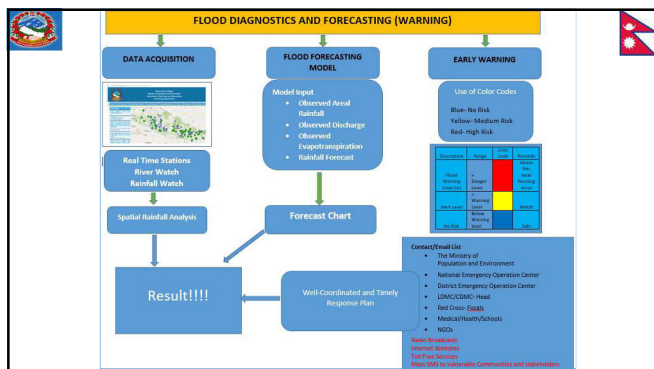 FLOOD DIAGNOSTICS AND FORECASTING (WARNING)
DATA ACQUISITION
Real Time Stations
River Watch
Rainfall Watch
Spatial Rainfall Analysis
FLOOD FORECASTING
MODEL
Model Input
• Observed Areal
Rainfall
• Observed Discharge
• Observed
Evapotranspiration
• Rainfall Forecast
Forecast Chart
EARLY WARNING
Use of Color Codes
Blue- No Risk
Yellow- Medium Risk
Red- High Risk
Description Range Color Code Remarks
Flood Warning Level (m) > Danger Level this level flooding occur
Alert Level > Warning Level Watch
No Risk Below Warning level Safe
Contact/Email List
• The Ministry of
Population and Environment
• National Emergency Operation Center
• District Emergency Operation Center
• LDMC/CDMC- Head
• Red Cross- Focals
• Medical/Health/Schools
• NGOs
Radio Broadcasts
Internet Websites
Toll Free Services
Mass SMS to vulnerable Communities and stakeholders
Well-Coordinated and Timely
Response Plan
Result!!!!